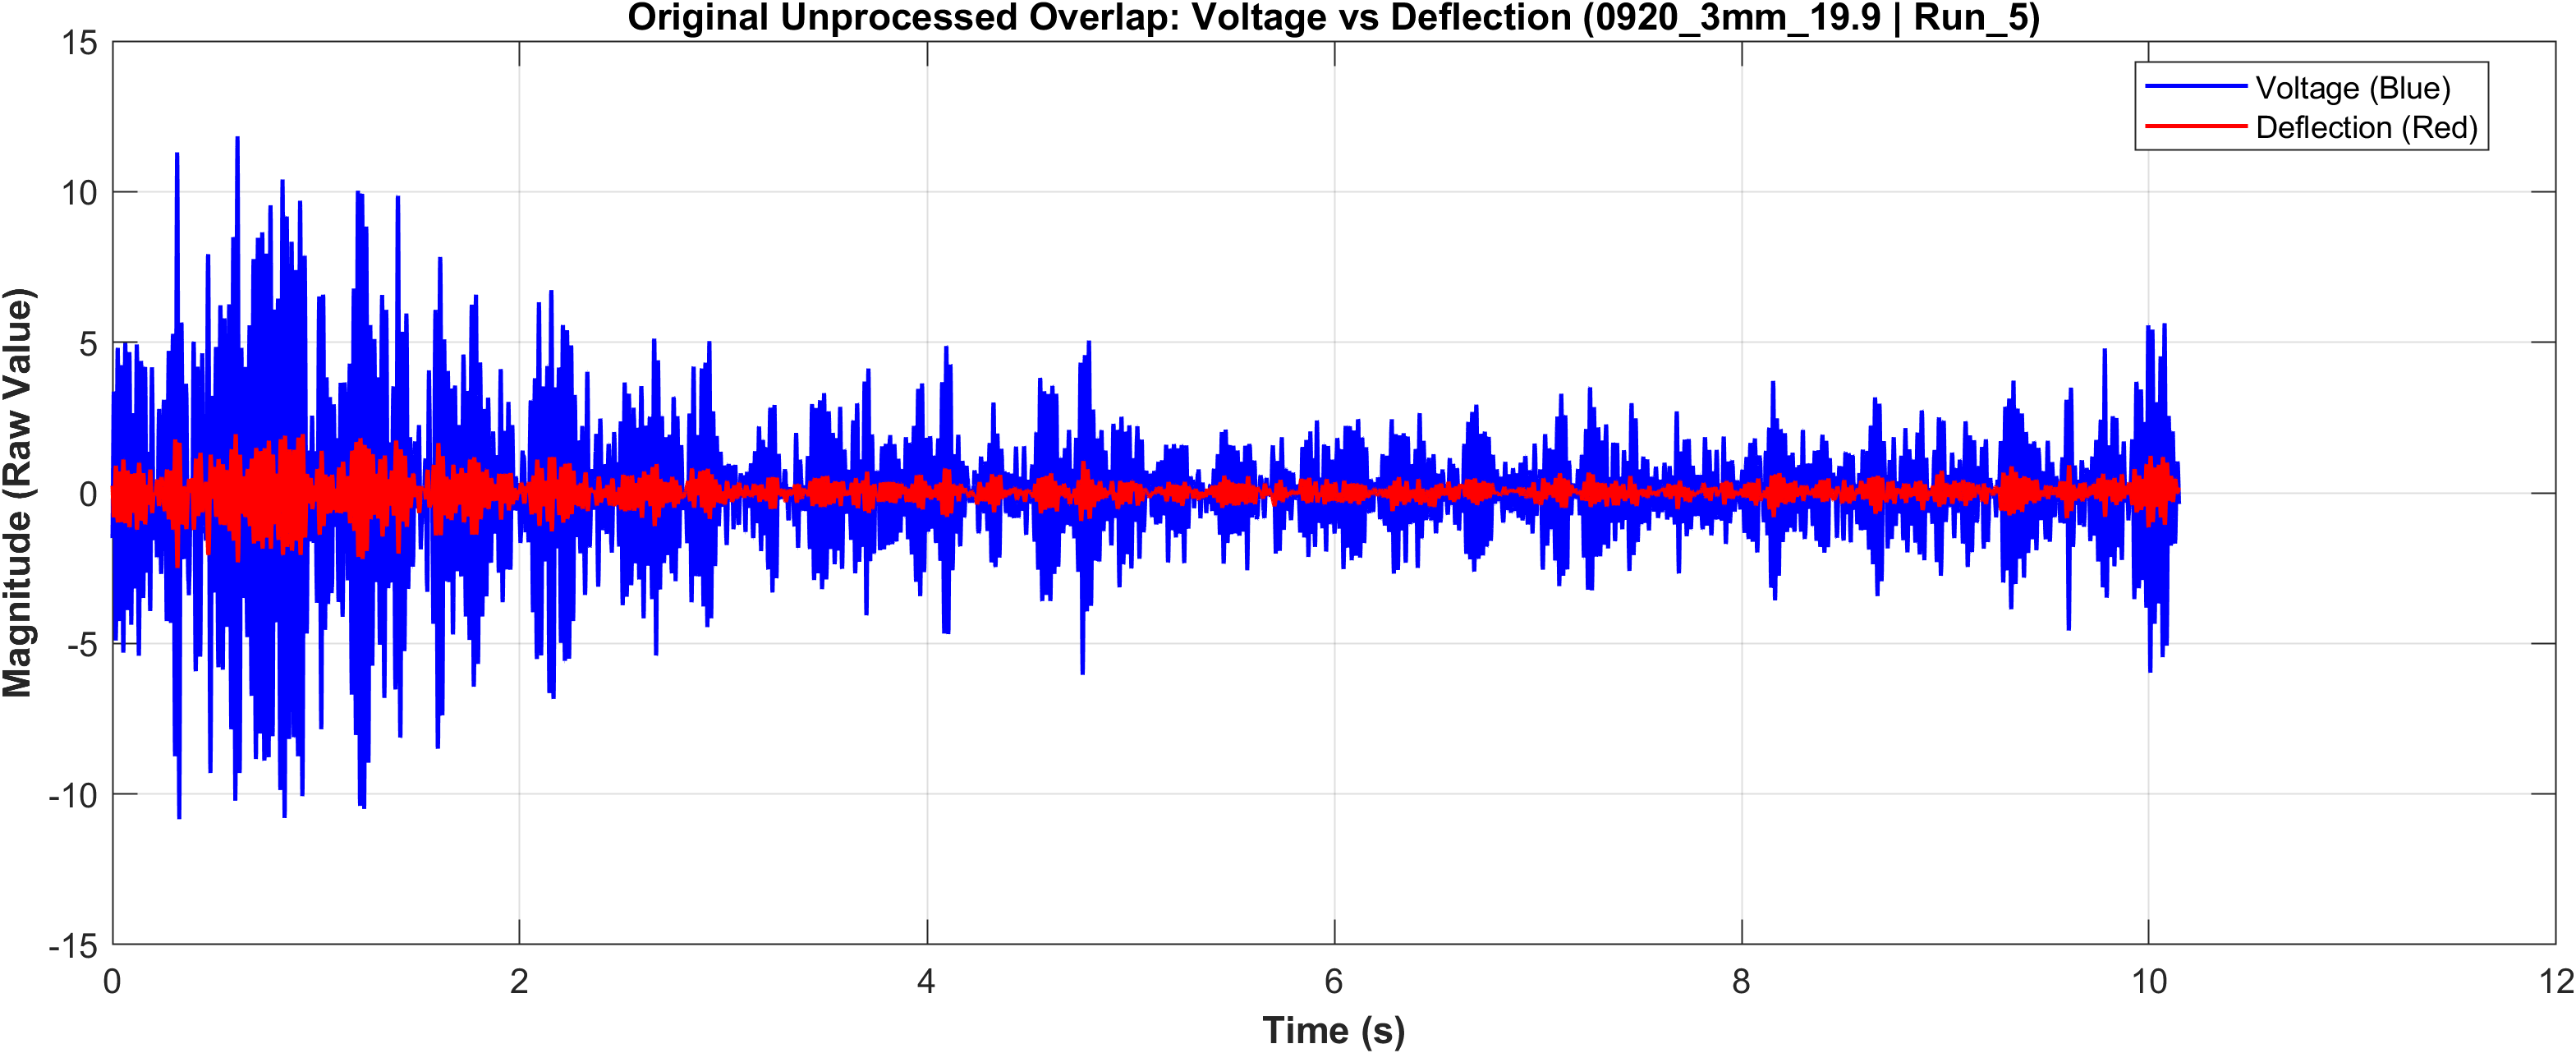 Original Unprocessed Overlap: Voltage vs Deflection (0920_3mm_19.9 | Run_5)
Voltage (Blue)
Deflection (Red)
Magnitude (Raw Value)
15
10
5
0
-5
-10
-15
0 2 4 6 8 10 12
Time (s)